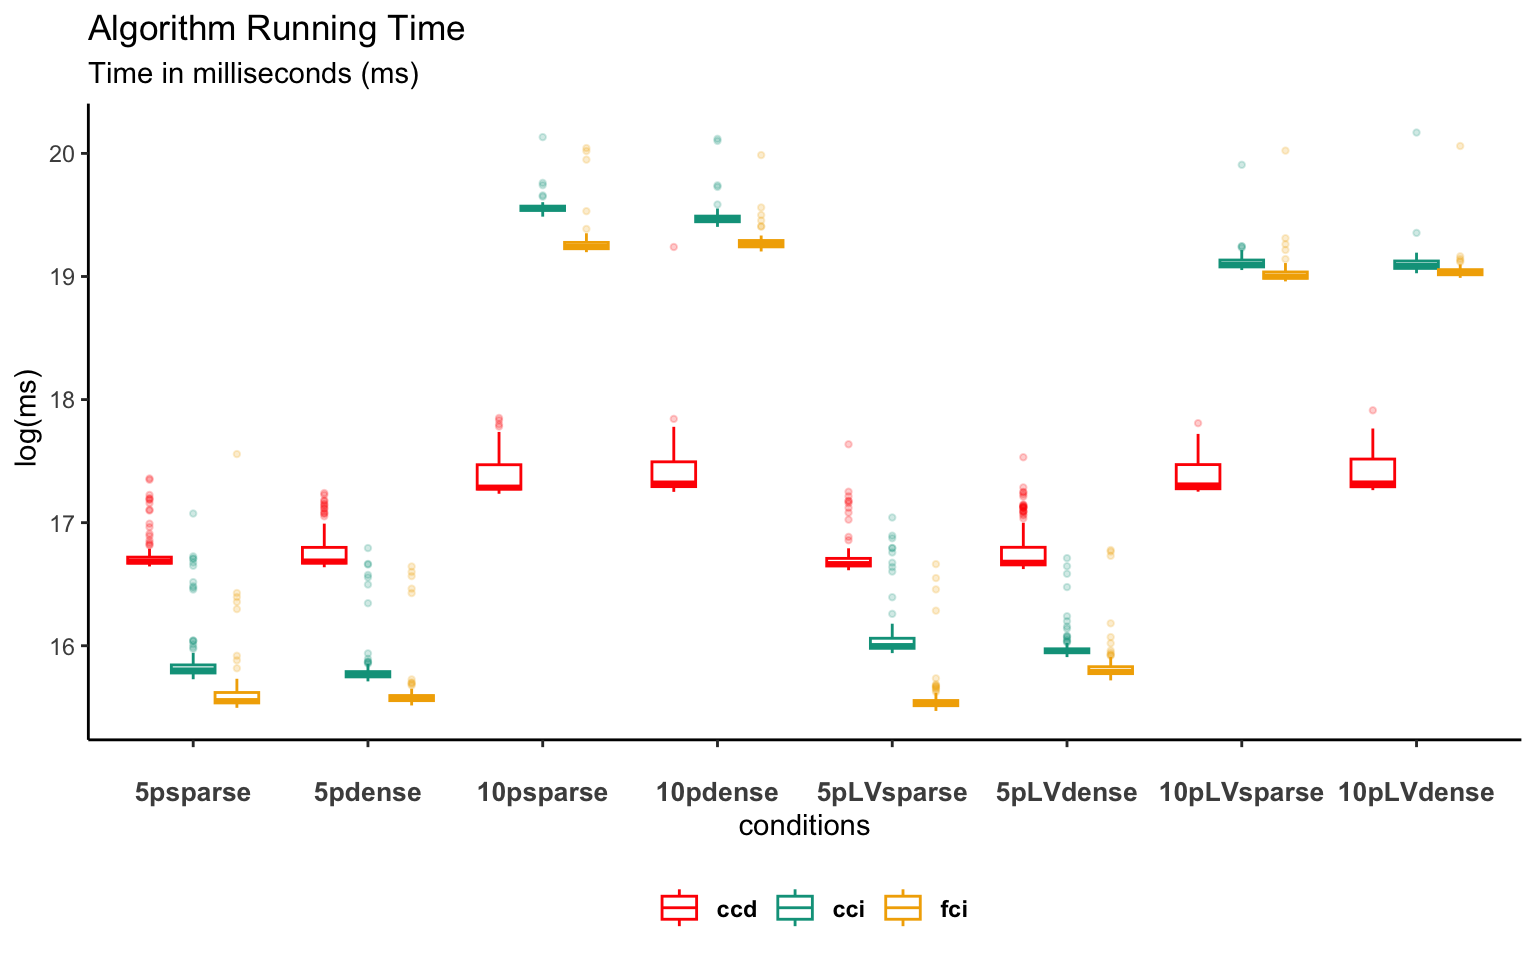 Algorithm Running Time
Time in milliseconds (ms)
20
19
18
17
16
log(ms)
5psparse 5pdense 10psparse 10pdense 5pLVsparse 5pLVdense 10pLVsparse 10pLVdense
conditions
ccd cci fci